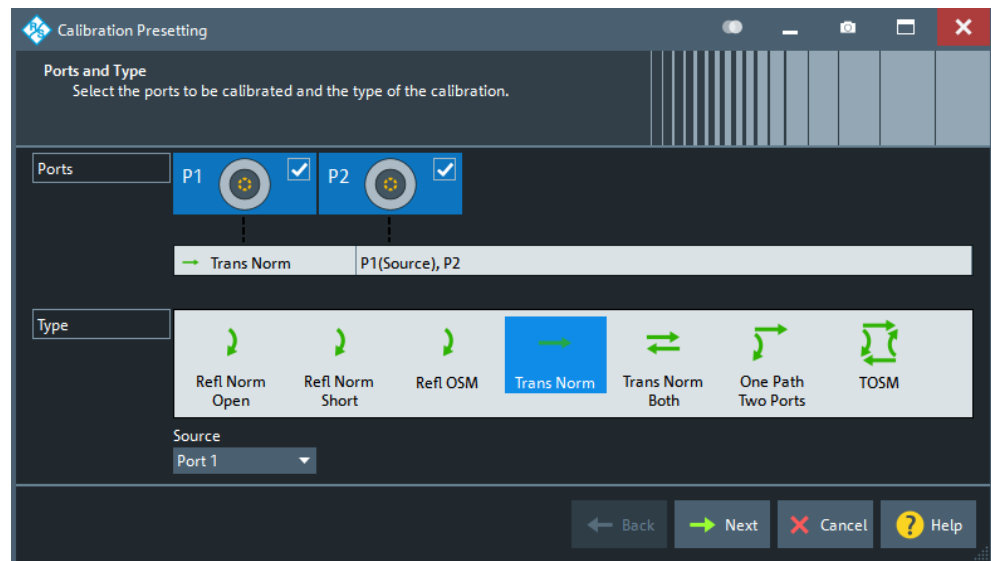 Calibration Presetting
Ports and Type
Select the ports to be calibrated and the type of the calibration.
Ports
P1
P2
Trans Norm
P1(Source), P2
Type
Refl Norm Open
Refl Norm Short
Refl OSM
Trans Norm
Trans Norm Both
One Path Two Ports
TOSM
Source
Port 1
Back
Next
Cancel
? Help